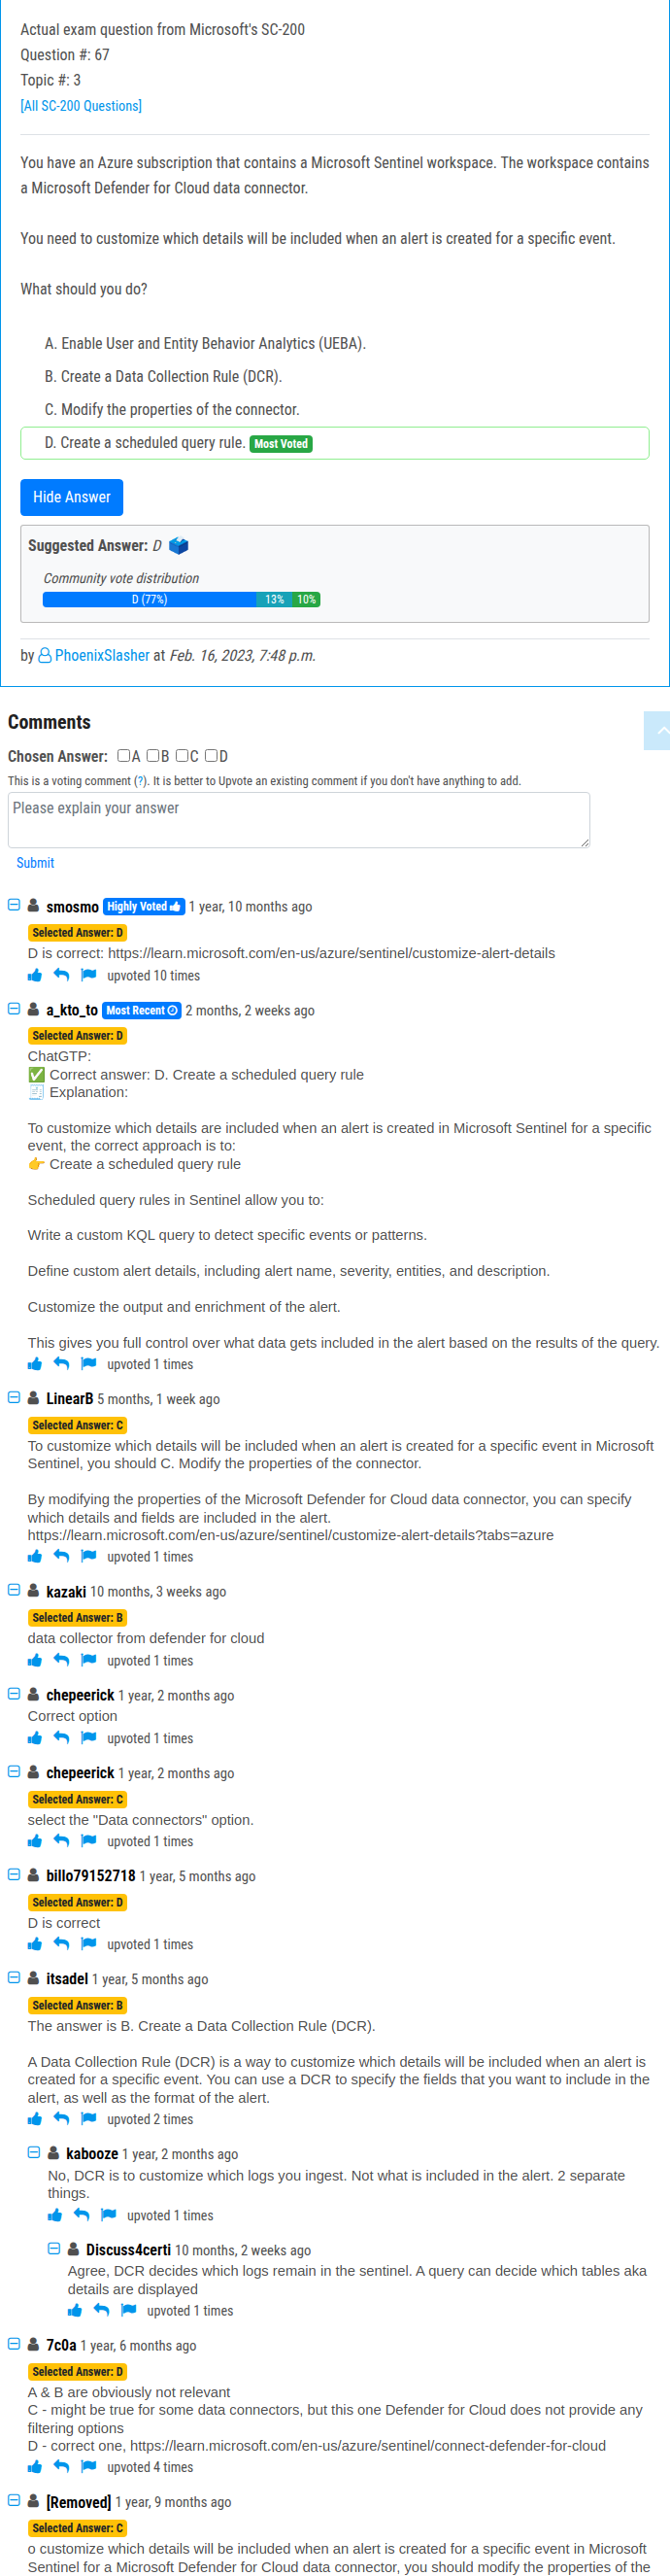 Actual exam question from Microsoft's SC-200
Question #: 67
Topic #: 3
[All SC-200 Questions]
You have an Azure subscription that contains a Microsoft Sentinel workspace. The workspace contains
a Microsoft Defender for Cloud data connector.
You need to customize which details will be included when an alert is created for a specific event.
What should you do?
A. Enable User and Entity Behavior Analytics (UEBA).
B. Create a Data Collection Rule (DCR).
C. Modify the properties of the connector.
D. Create a scheduled query rule. Most Voted
Hide Answer
Suggested Answer: D
Community vote distribution
D (77%) 13% 10%
by PhoenixSlasher at Feb. 16, 2023, 7:48 p.m.
Comments
Chosen Answer: A B C D
This is a voting comment (?). It is better to Upvote an existing comment if you don't have anything to add.
Please explain your answer
Submit
smosmo Highly Voted 1 year, 10 months ago
Selected Answer: D
D is correct: https://learn.microsoft.com/en-us/azure/sentinel/customize-alert-details
upvoted 10 times
a_kto_to Most Recent 2 months, 2 weeks ago
Selected Answer: D
ChatGTP:
✅ Correct answer: D. Create a scheduled query rule
🧾 Explanation:
To customize which details are included when an alert is created in Microsoft Sentinel for a specific
event, the correct approach is to:
👉 Create a scheduled query rule
Scheduled query rules in Sentinel allow you to:
Write a custom KQL query to detect specific events or patterns.
Define custom alert details, including alert name, severity, entities, and description.
Customize the output and enrichment of the alert.
This gives you full control over what data gets included in the alert based on the results of the query.
upvoted 1 times
LinearB 5 months, 1 week ago
Selected Answer: C
To customize which details will be included when an alert is created for a specific event in Microsoft
Sentinel, you should C. Modify the properties of the connector.
By modifying the properties of the Microsoft Defender for Cloud data connector, you can specify
which details and fields are included in the alert.
https://learn.microsoft.com/en-us/azure/sentinel/customize-alert-details?tabs=azure
upvoted 1 times
kazaki 10 months, 3 weeks ago
Selected Answer: B
data collector from defender for cloud
upvoted 1 times
chepeerick 1 year, 2 months ago
Correct option
upvoted 1 times
chepeerick 1 year, 2 months ago
Selected Answer: C
select the "Data connectors" option.
upvoted 1 times
billo79152718 1 year, 5 months ago
Selected Answer: D
D is correct
upvoted 1 times
itsadel 1 year, 5 months ago
Selected Answer: B
The answer is B. Create a Data Collection Rule (DCR).
A Data Collection Rule (DCR) is a way to customize which details will be included when an alert is
created for a specific event. You can use a DCR to specify the fields that you want to include in the
alert, as well as the format of the alert.
upvoted 2 times
kabooze 1 year, 2 months ago
No, DCR is to customize which logs you ingest. Not what is included in the alert. 2 separate
things.
upvoted 1 times
Discuss4certi 10 months, 2 weeks ago
Agree, DCR decides which logs remain in the sentinel. A query can decide which tables aka
details are displayed
upvoted 1 times
7c0a 1 year, 6 months ago
Selected Answer: D
A & B are obviously not relevant
C - might be true for some data connectors, but this one Defender for Cloud does not provide any
filtering options
D - correct one, https://learn.microsoft.com/en-us/azure/sentinel/connect-defender-for-cloud
upvoted 4 times
[Removed] 1 year, 9 months ago
Selected Answer: C
o customize which details will be included when an alert is created for a specific event in Microsoft
Sentinel for a Microsoft Defender for Cloud data connector, you should modify the properties of the